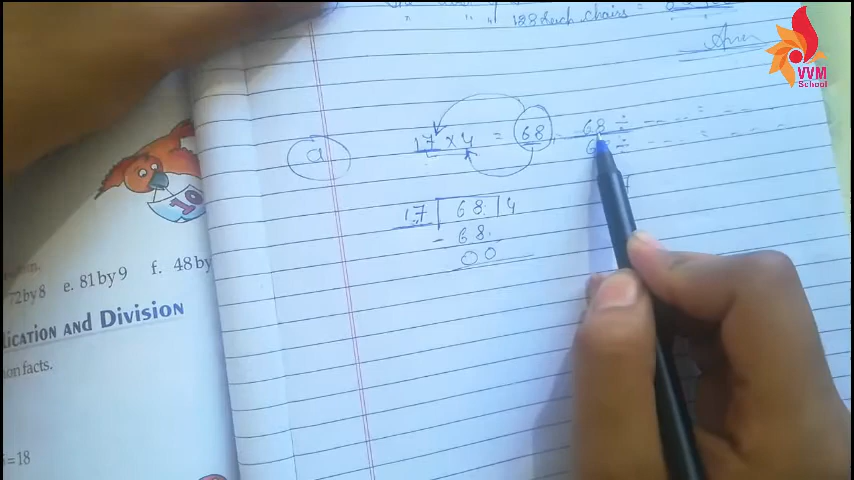 128 each chairs =
VVM
School
a
17 × 4 = 68
68 ÷ ---- = ----
68 ÷ ---- = ----
17 | 68 | 4
- 68
00
10
72 by 8 e. 81 by 9 f. 48 by
lication and Division
on facts.
= 18